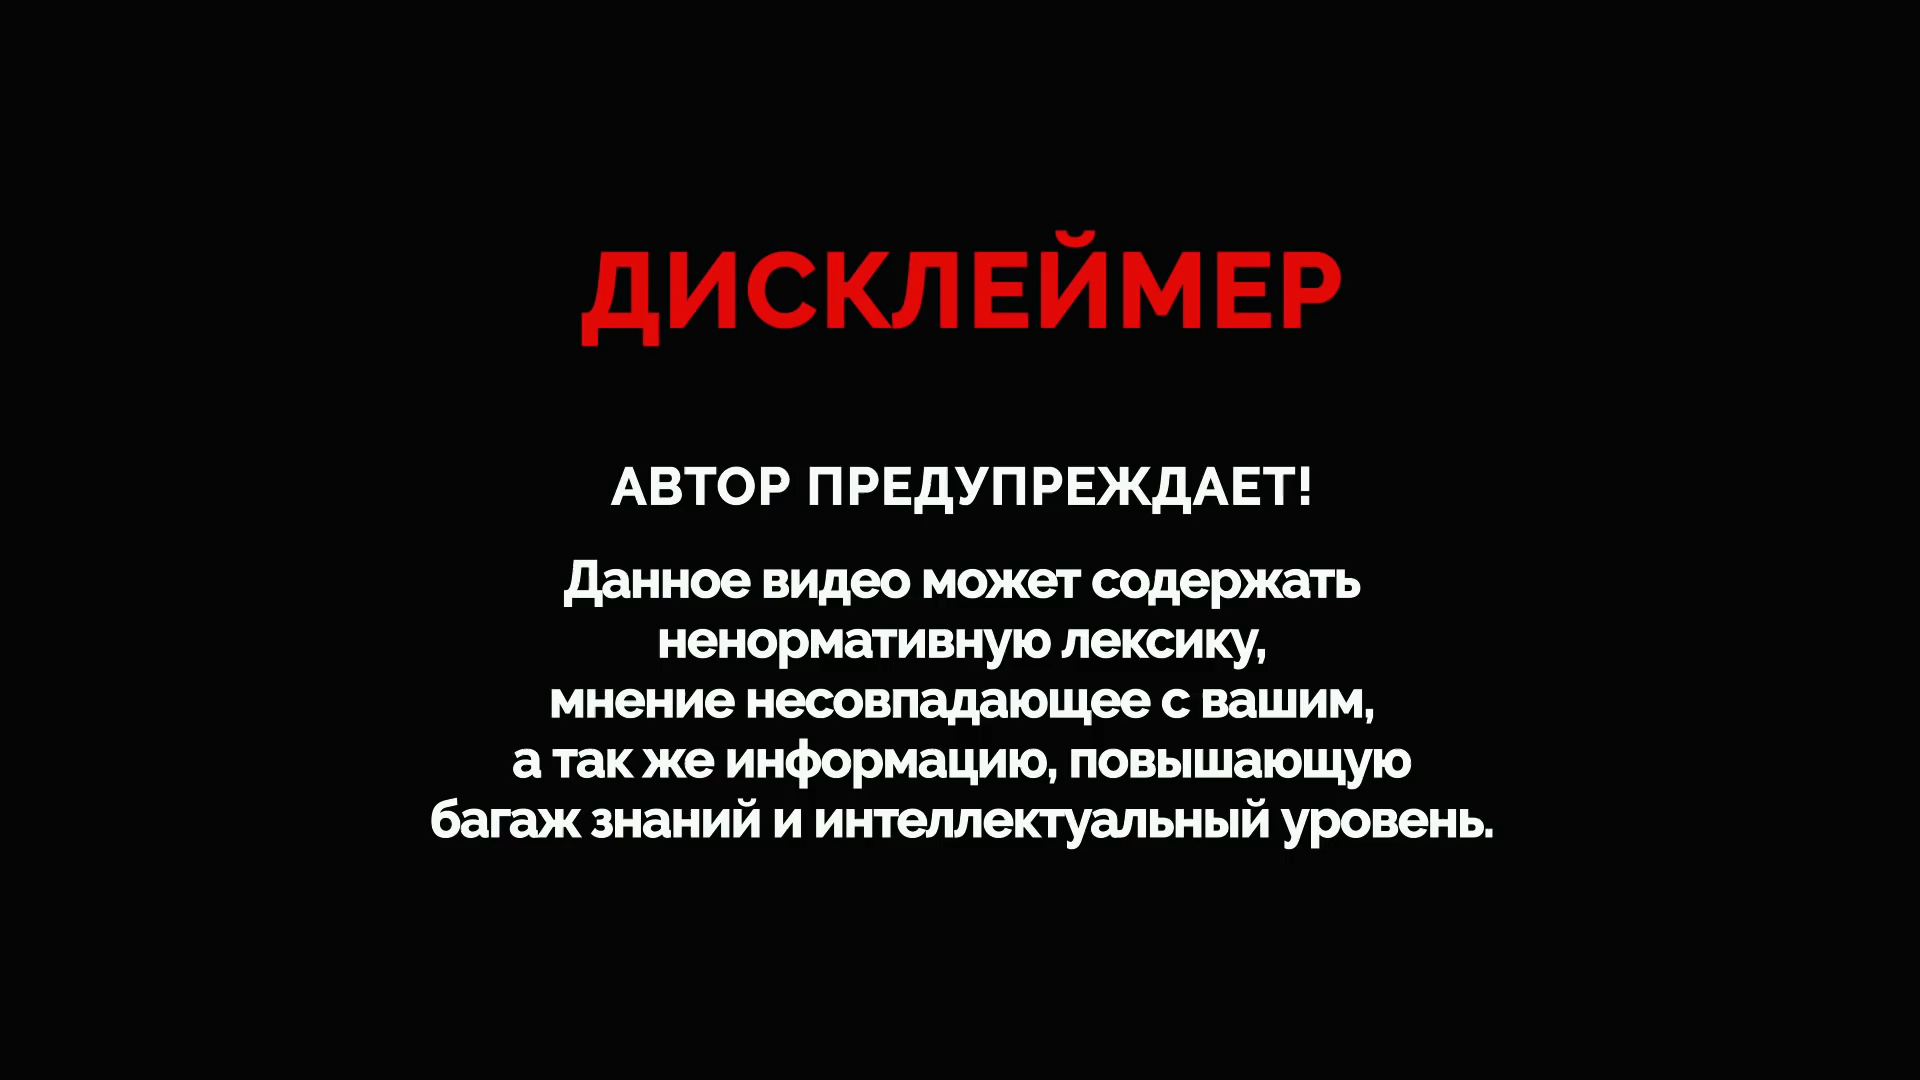 ДИСКЛЕЙМЕР
АВТОР ПРЕДУПРЕЖДАЕТ!
Данное видео может содержать
ненормативную лексику,
мнение несовпадающее с вашим,
а так же информацию, повышающую
багаж знаний и интеллектуальный уровень.